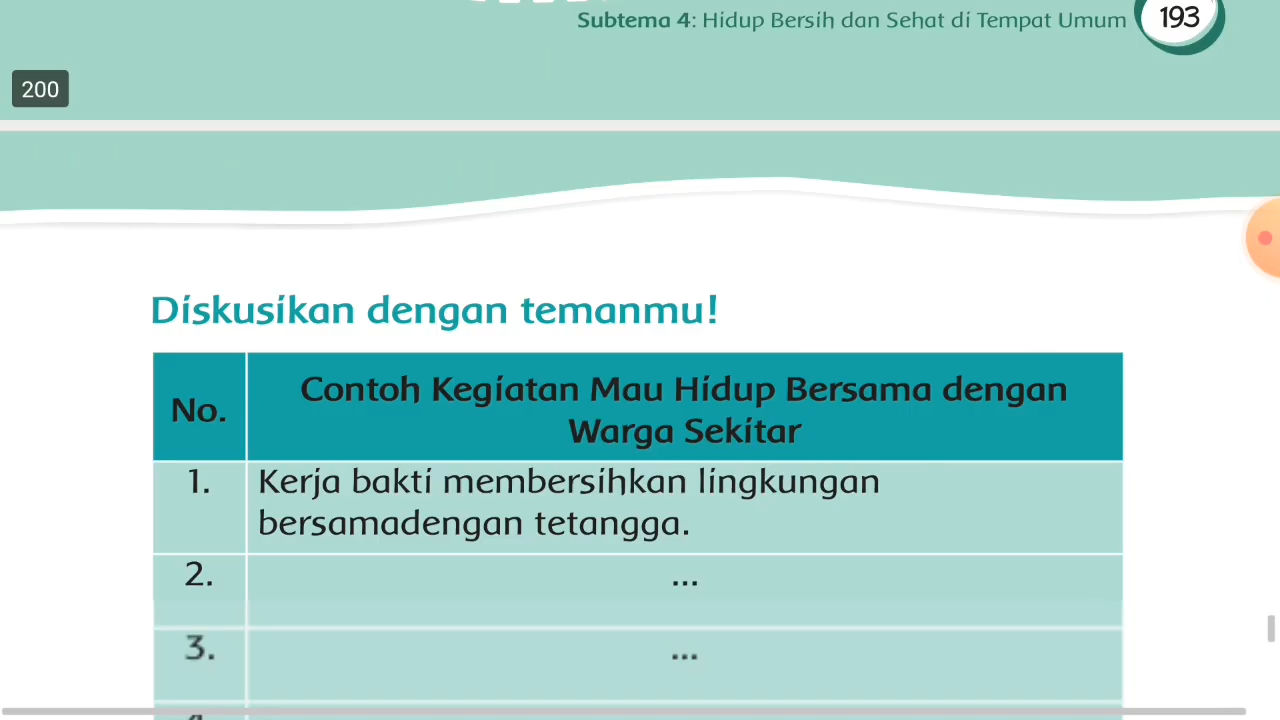 Subtema 4: Hidup Bersih dan Sehat di Tempat Umum
193
200
Diskusikan dengan temanmu!
No.
Contoh Kegiatan Mau Hidup Bersama dengan
Warga Sekitar
1.
Kerja bakti membersihkan lingkungan
bersamadengan tetangga.
2.
...
3.
...